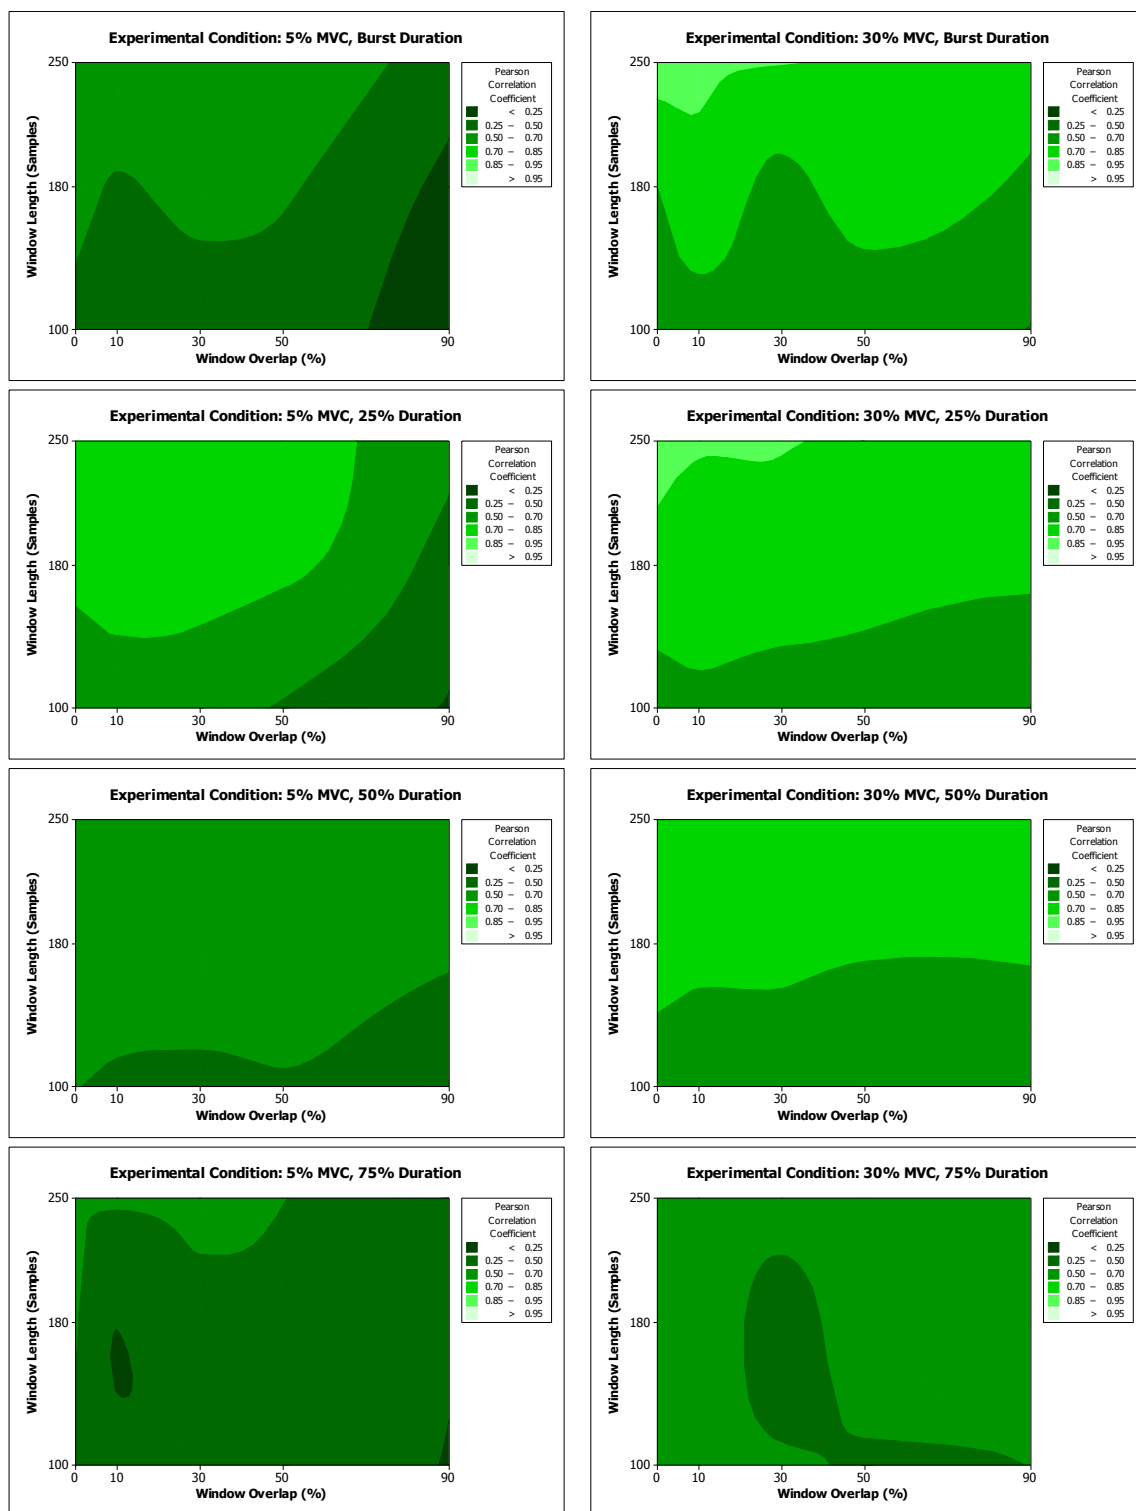 Experimental Condition: 5% MVC, Burst Duration
250
180
100
0 10 30 50 90
Window Overlap (%)
Window Length (Samples)
Pearson
Correlation
Coefficient
< 0.25
0.25 – 0.50
0.50 – 0.70
0.70 – 0.85
0.85 – 0.95
> 0.95
Experimental Condition: 30% MVC, Burst Duration
250
180
100
0 10 30 50 90
Window Overlap (%)
Window Length (Samples)
Pearson
Correlation
Coefficient
< 0.25
0.25 – 0.50
0.50 – 0.70
0.70 – 0.85
0.85 – 0.95
> 0.95
Experimental Condition: 5% MVC, 25% Duration
250
180
100
0 10 30 50 90
Window Overlap (%)
Window Length (Samples)
Pearson
Correlation
Coefficient
< 0.25
0.25 – 0.50
0.50 – 0.70
0.70 – 0.85
0.85 – 0.95
> 0.95
Experimental Condition: 30% MVC, 25% Duration
250
180
100
0 10 30 50 90
Window Overlap (%)
Window Length (Samples)
Pearson
Correlation
Coefficient
< 0.25
0.25 – 0.50
0.50 – 0.70
0.70 – 0.85
0.85 – 0.95
> 0.95
Experimental Condition: 5% MVC, 50% Duration
250
180
100
0 10 30 50 90
Window Overlap (%)
Window Length (Samples)
Pearson
Correlation
Coefficient
< 0.25
0.25 – 0.50
0.50 – 0.70
0.70 – 0.85
0.85 – 0.95
> 0.95
Experimental Condition: 30% MVC, 50% Duration
250
180
100
0 10 30 50 90
Window Overlap (%)
Window Length (Samples)
Pearson
Correlation
Coefficient
< 0.25
0.25 – 0.50
0.50 – 0.70
0.70 – 0.85
0.85 – 0.95
> 0.95
Experimental Condition: 5% MVC, 75% Duration
250
180
100
0 10 30 50 90
Window Overlap (%)
Window Length (Samples)
Pearson
Correlation
Coefficient
< 0.25
0.25 – 0.50
0.50 – 0.70
0.70 – 0.85
0.85 – 0.95
> 0.95
Experimental Condition: 30% MVC, 75% Duration
250
180
100
0 10 30 50 90
Window Overlap (%)
Window Length (Samples)
Pearson
Correlation
Coefficient
< 0.25
0.25 – 0.50
0.50 – 0.70
0.70 – 0.85
0.85 – 0.95
> 0.95